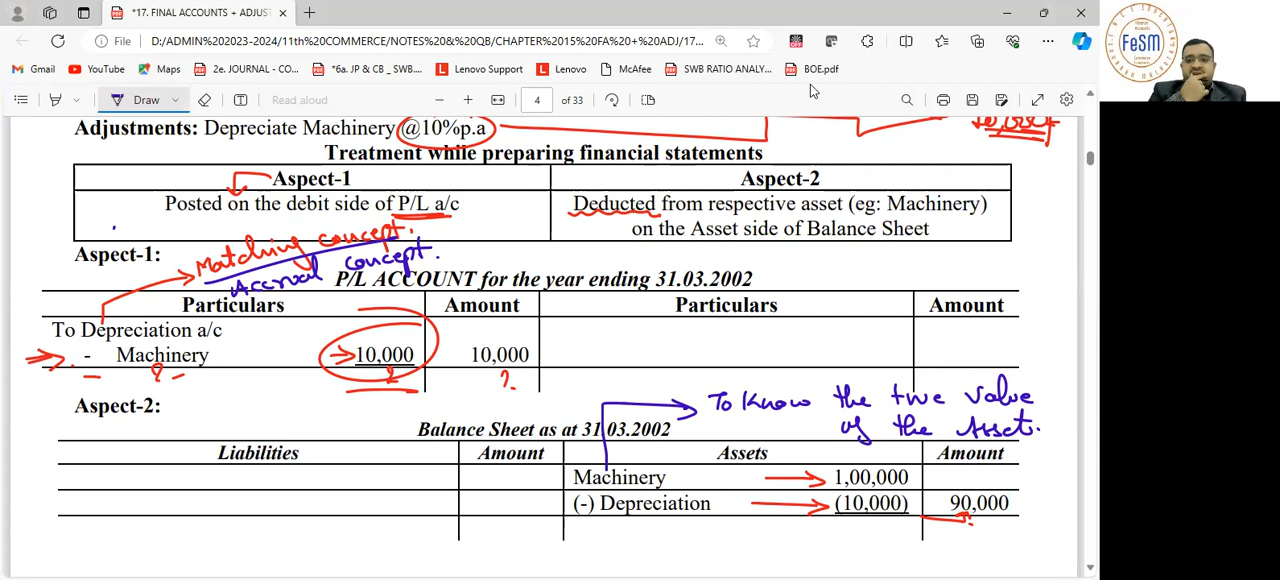 *17. FINAL ACCOUNTS + ADJUST
File D:/ADMIN%202023-2024/11th%20COMMERCE/NOTES%20&%20QB/CHAPTER%2015%20FA%20+%20ADJ/17...
Gmail YouTube Maps 2e. JOURNAL - CO... *6a. JP & CB _ SWB.... Lenovo Support Lenovo McAfee SWB RATIO ANALY... BOE.pdf
Draw Read aloud 4 of 33
FeSM
Adjustments: Depreciate Machinery @10%p.a
Treatment while preparing financial statements
Aspect-1 Aspect-2
Posted on the debit side of P/L a/c Deducted from respective asset (eg: Machinery)
on the Asset side of Balance Sheet
Matching concept.
Aspect-1:
Accrual concept.
P/L ACCOUNT for the year ending 31.03.2002
Particulars Amount Particulars Amount
To Depreciation a/c
- Machinery 10,000 10,000
? ? ?
To Know the true value
Aspect-2:
of the Asset.
Balance Sheet as at 31.03.2002
Liabilities Amount Assets Amount
Machinery 1,00,000
(-) Depreciation (10,000) 90,000